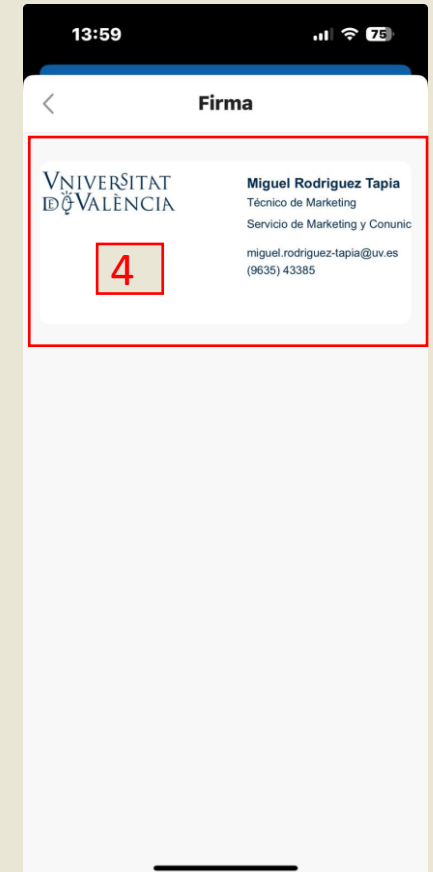 13:59
75
Firma
VNIVERSITAT
DE VALÈNCIA
Miguel Rodriguez Tapia
Técnico de Marketing
Servicio de Marketing y Conunic
miguel.rodriguez-tapia@uv.es
(9635) 43385
4